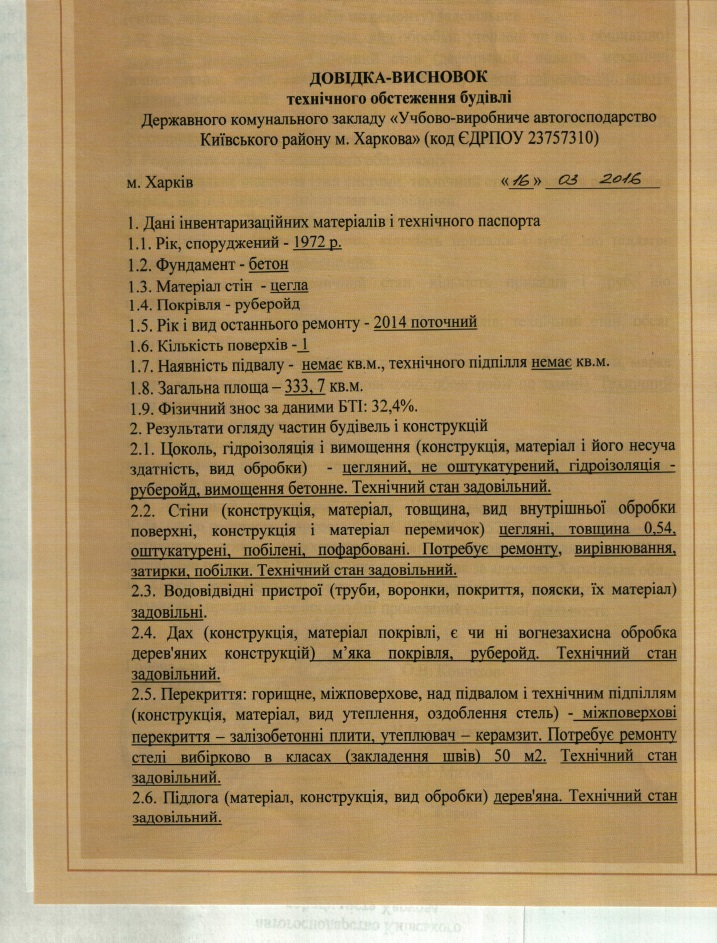 ДОВІДКА-ВИСНОВОК
технічного обстеження будівлі
Державного комунального закладу «Учбово-виробниче автогосподарство
Київського району м. Харкова» (код ЄДРПОУ 23757310)
м. Харків «16» 03 2016
1. Дані інвентаризаційних матеріалів і технічного паспорта
1.1. Рік, споруджений - 1972 р.
1.2. Фундамент - бетон
1.3. Матеріал стін - цегла
1.4. Покрівля - руберойд
1.5. Рік і вид останнього ремонту - 2014 поточний
1.6. Кількість поверхів - 1
1.7. Наявність підвалу - немає кв.м., технічного підпілля немає кв.м.
1.8. Загальна площа – 333, 7 кв.м.
1.9. Фізичний знос за даними БТІ: 32,4%.
2. Результати огляду частин будівель і конструкцій
2.1. Цоколь, гідроізоляція і вимощення (конструкція, матеріал і його несуча
здатність, вид обробки) - цегляний, не оштукатурений, гідроізоляція -
руберойд, вимощення бетонне. Технічний стан задовільний.
2.2. Стіни (конструкція, матеріал, товщина, вид внутрішньої обробки
поверхні, конструкція і матеріал перемичок) цегляні, товщина 0,54,
оштукатурені, побілені, пофарбовані. Потребує ремонту, вирівнювання,
затирки, побілки. Технічний стан задовільний.
2.3. Водовідвідні пристрої (труби, воронки, покриття, пояски, їх матеріал)
задовільні.
2.4. Дах (конструкція, матеріал покрівлі, є чи ні вогнезахисна обробка
дерев'яних конструкцій) м’яка покрівля, руберойд. Технічний стан
задовільний.
2.5. Перекриття: горищне, міжповерхове, над підвалом і технічним підпіллям
(конструкція, матеріал, вид утеплення, оздоблення стель) - міжповерхові
перекриття – залізобетонні плити, утеплювач – керамзит. Потребує ремонту
стелі вибірково в класах (закладення швів) 50 м2. Технічний стан
задовільний.
2.6. Підлога (матеріал, конструкція, вид обробки) дерев'яна. Технічний стан
задовільний.